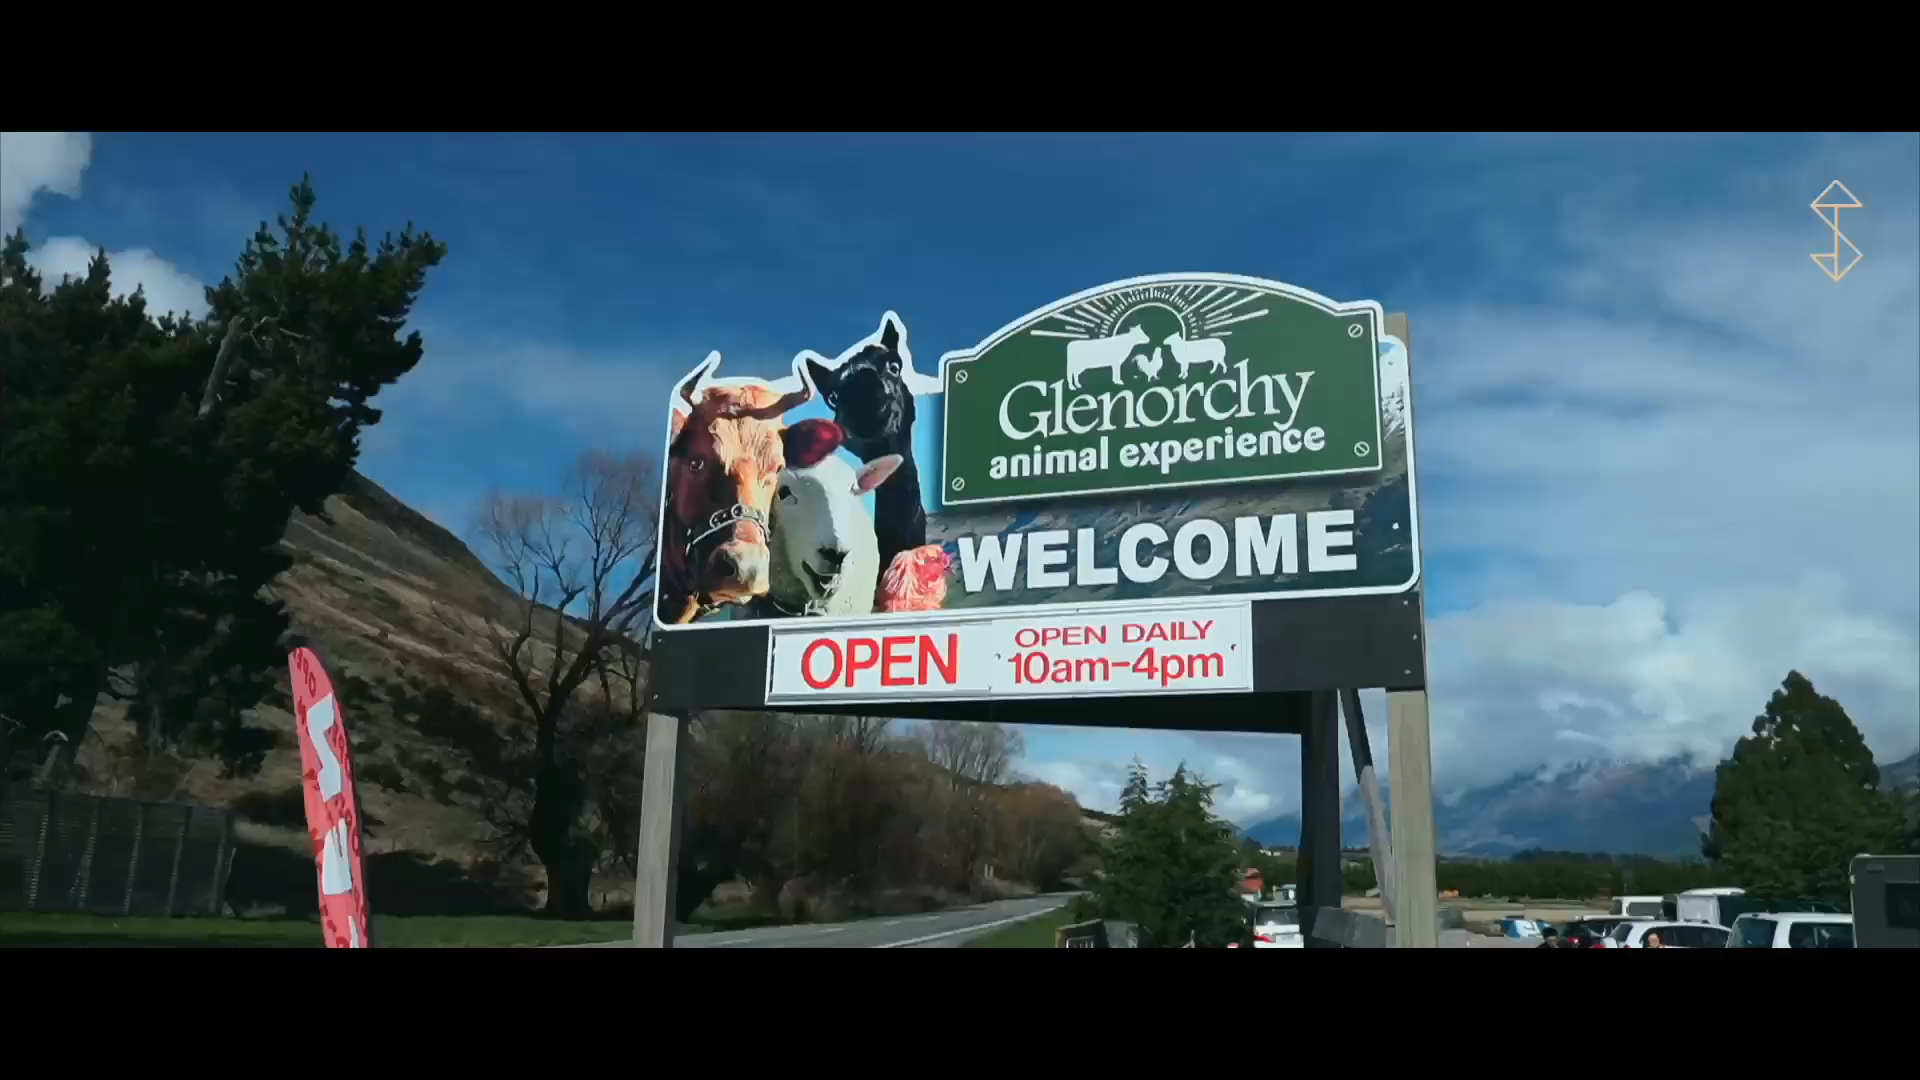 Glenorchy
animal experience
WELCOME
OPEN
OPEN DAILY
10am-4pm